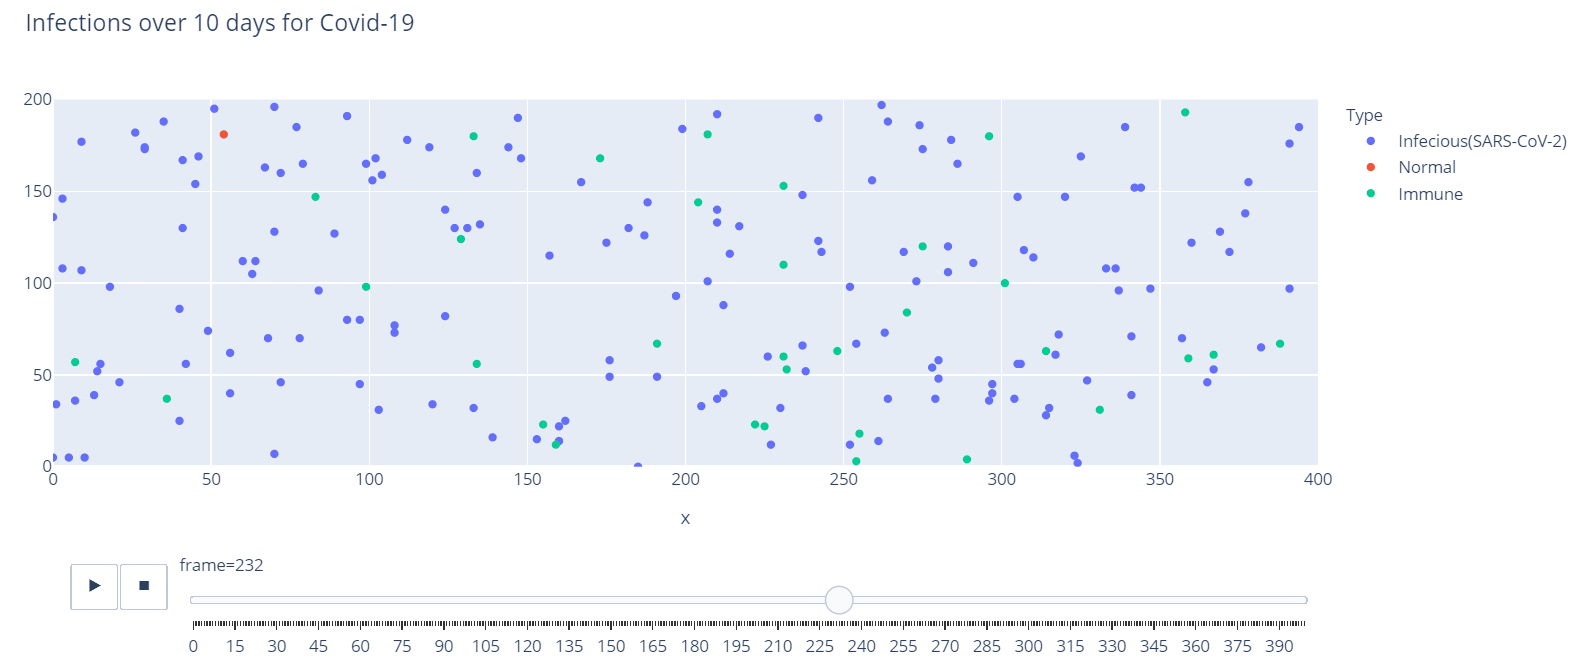 Infections over 10 days for Covid-19
Type
Infecious(SARS-CoV-2)
Normal
Immune
200
150
100
50
0
0 50 100 150 200 250 300 350 400
x
frame=232
0 15 30 45 60 75 90 105 120 135 150 165 180 195 210 225 240 255 270 285 300 315 330 345 360 375 390